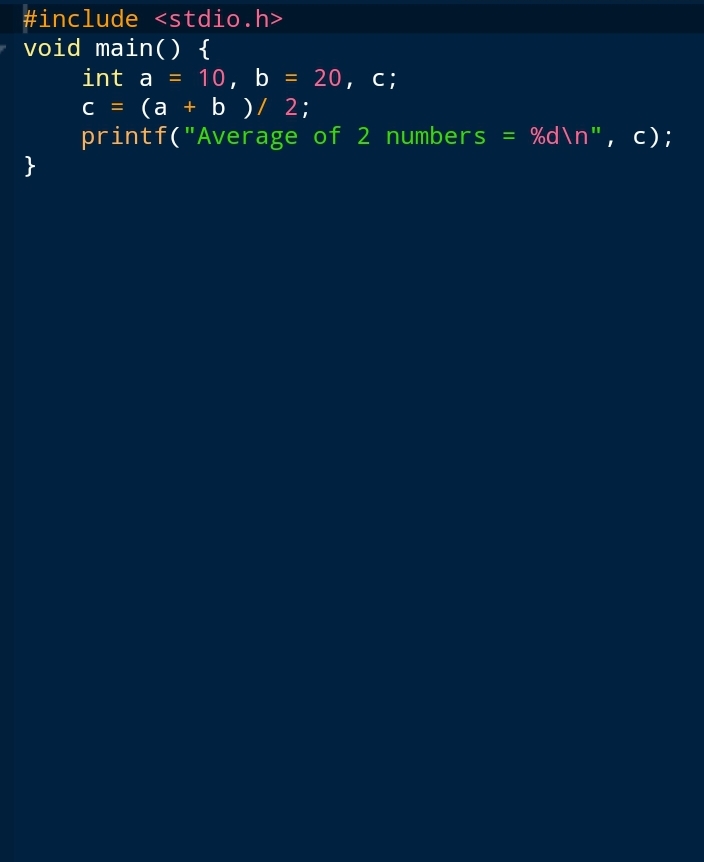 #include <stdio.h>
void main() {
    int a = 10, b = 20, c;
    c = (a + b )/ 2;
    printf("Average of 2 numbers = %d\n", c);
}